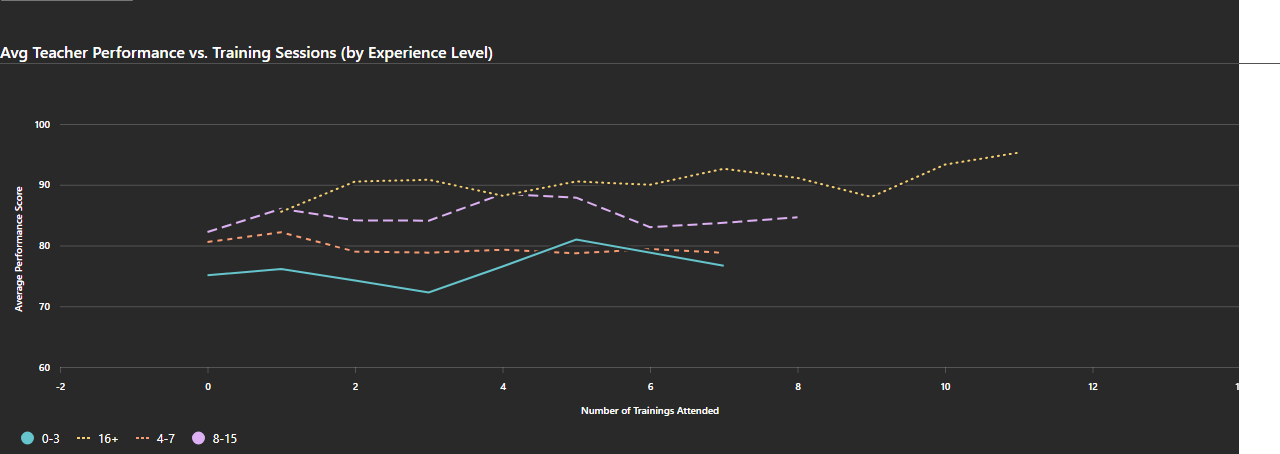 Avg Teacher Performance vs. Training Sessions (by Experience Level)
100
90
80
70
60
Average Performance Score
-2 0 2 4 6 8 10 12
Number of Trainings Attended
0-3 16+ 4-7 8-15